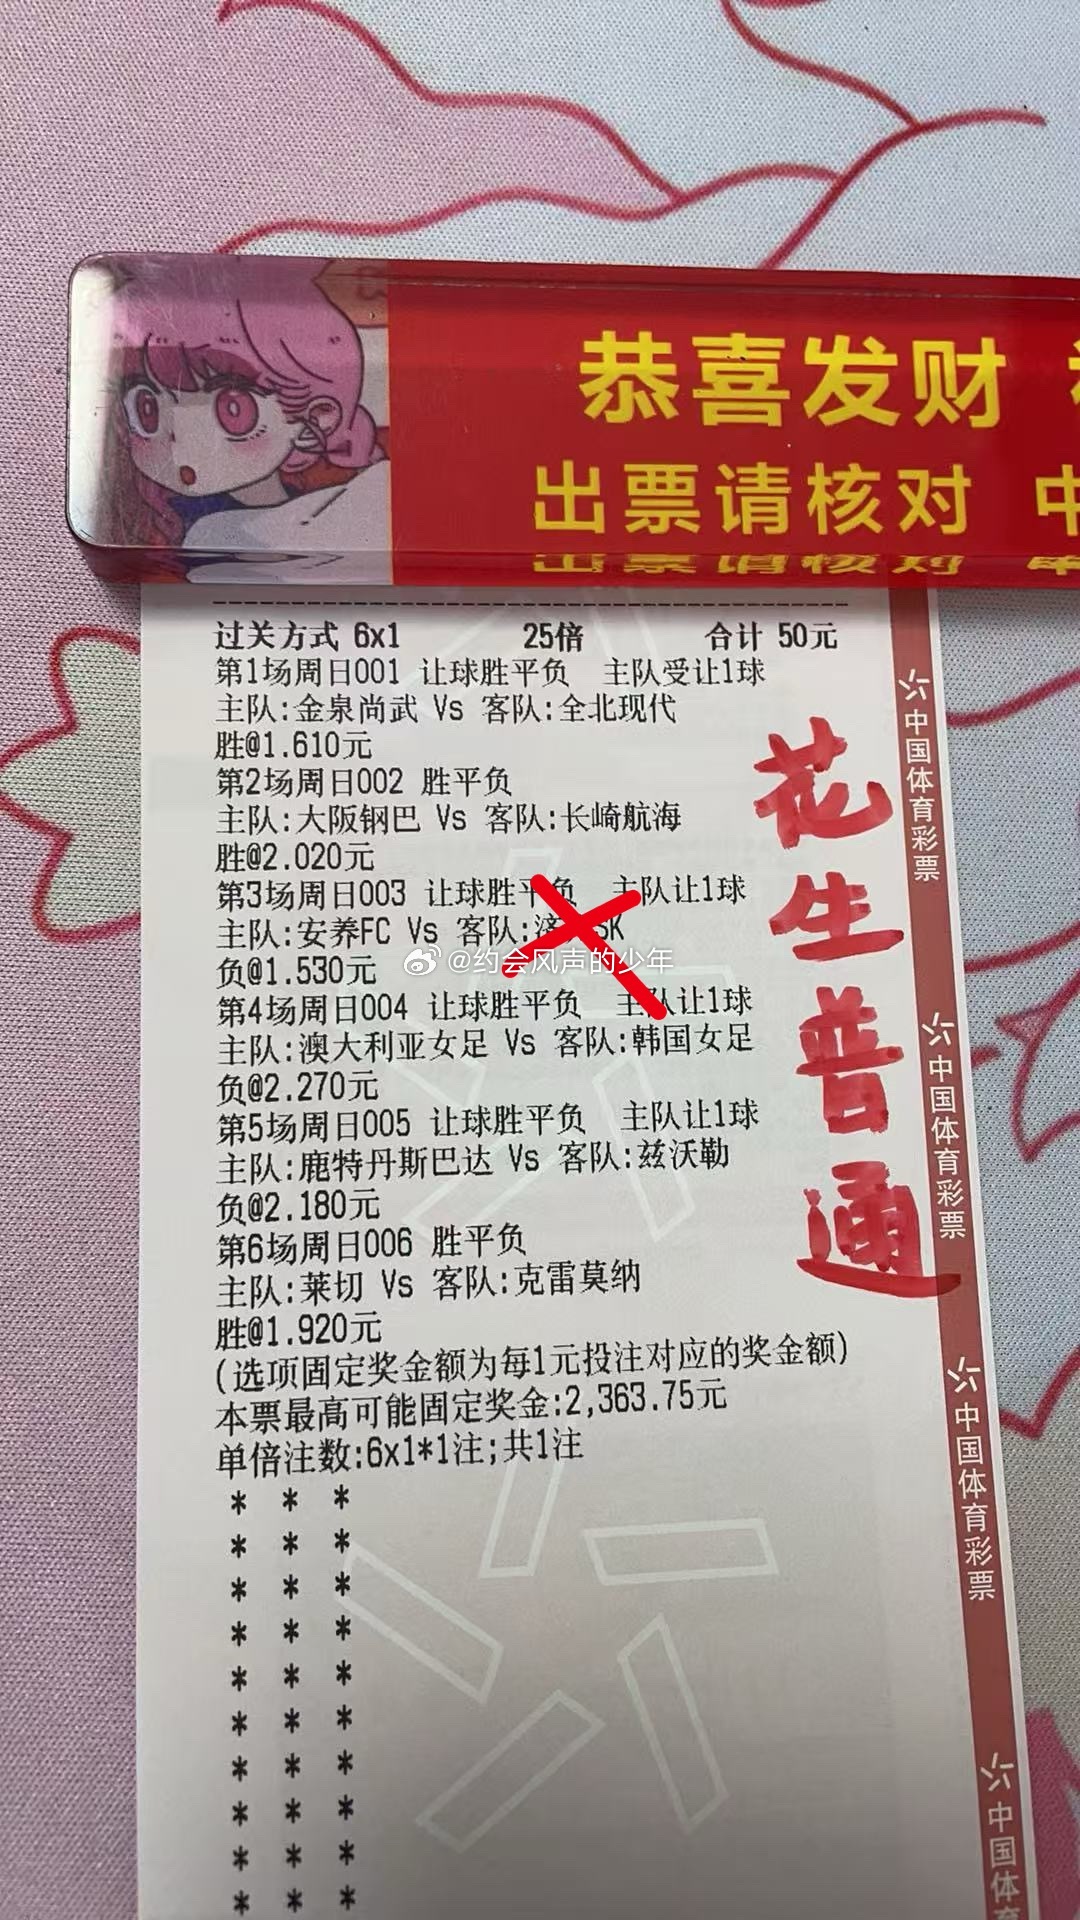 恭喜发财
出票请核对 中
过关方式 6x1 25倍 合计 50元
第1场周日001 让球胜平负 主队受让1球
主队:金泉尚武 Vs 客队:全北现代
胜@1.610元
第2场周日002 胜平负
主队:大阪钢巴 Vs 客队:长崎航海
胜@2.020元
第3场周日003 让球胜平负 主队让1球
主队:安养FC Vs 客队:济 SK
负@1.530元
@约会风声的少年
第4场周日004 让球胜平负 主队让1球
主队:澳大利亚女足 Vs 客队:韩国女足
负@2.270元
第5场周日005 让球胜平负 主队让1球
主队:鹿特丹斯巴达 Vs 客队:兹沃勒
负@2.180元
第6场周日006 胜平负
主队:莱切 Vs 客队:克雷莫纳
胜@1.920元
(选项固定奖金额为每1元投注对应的奖金额)
本票最高可能固定奖金:2,363.75元
单倍注数:6x1*1注;共1注
* * *
* * *
* * *
* * *
* * *
* * *
* * *
* * *
* * *
* * *
花生普通
中国体育彩票
中国体育彩票
中国体育彩票
中国体